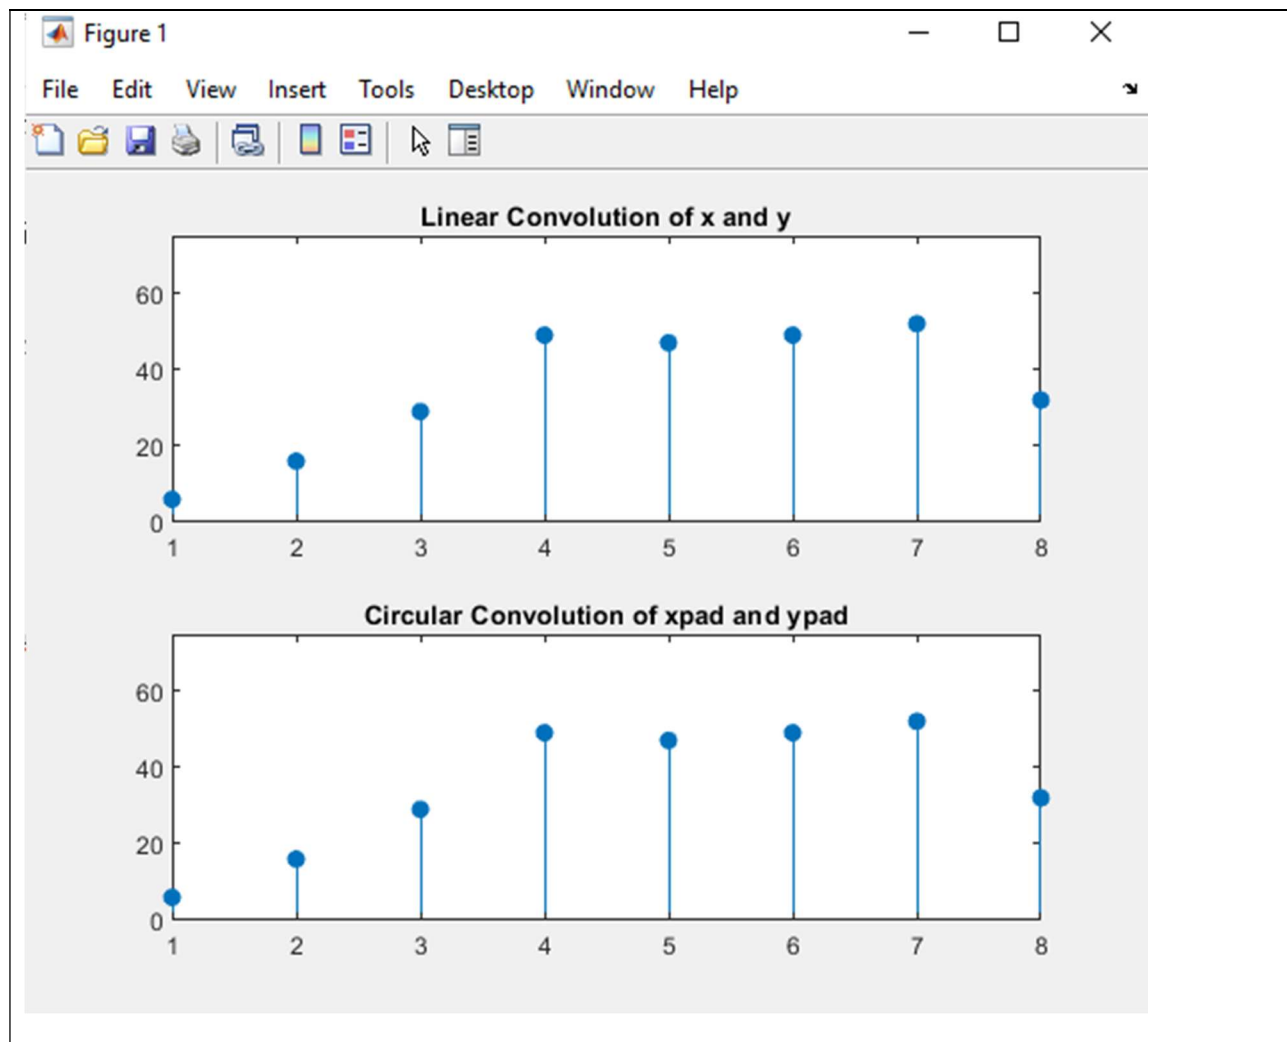 Figure 1
File Edit View Insert Tools Desktop Window Help
Linear Convolution of x and y
60
40
20
0
1 2 3 4 5 6 7 8
Circular Convolution of xpad and ypad
60
40
20
0
1 2 3 4 5 6 7 8